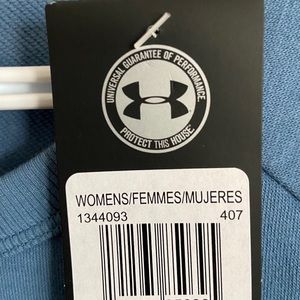 UNIVERSAL GUARANTEE OF PERFORMANCE
PROTECT THIS HOUSE
WOMENS/FEMMES/MUJERES
1344093 407